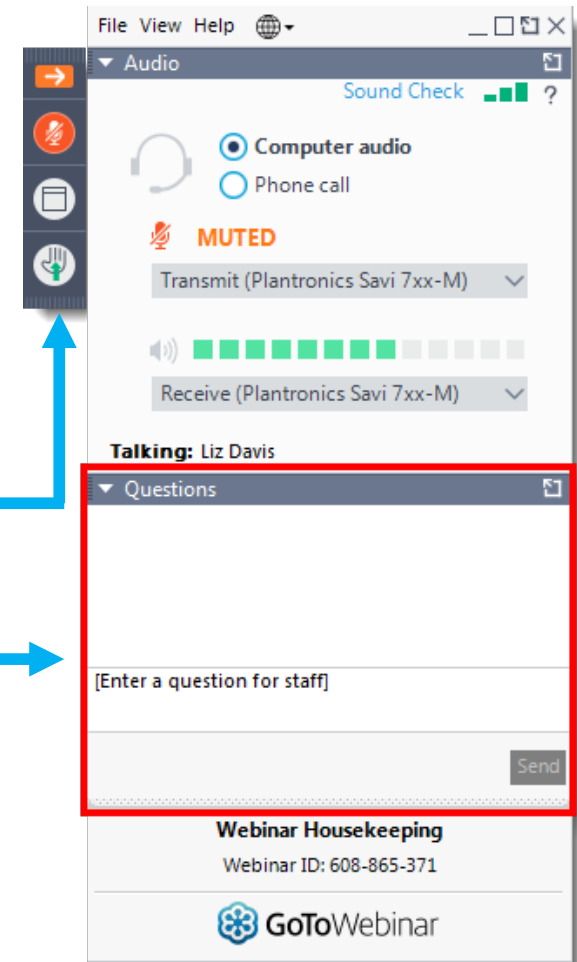 File View Help
Audio
Sound Check ?
Computer audio
Phone call
MUTED
Transmit (Plantronics Savi 7xx-M)
Receive (Plantronics Savi 7xx-M)
Talking: Liz Davis
Questions
[Enter a question for staff]
Send
Webinar Housekeeping
Webinar ID: 608-865-371
GoToWebinar